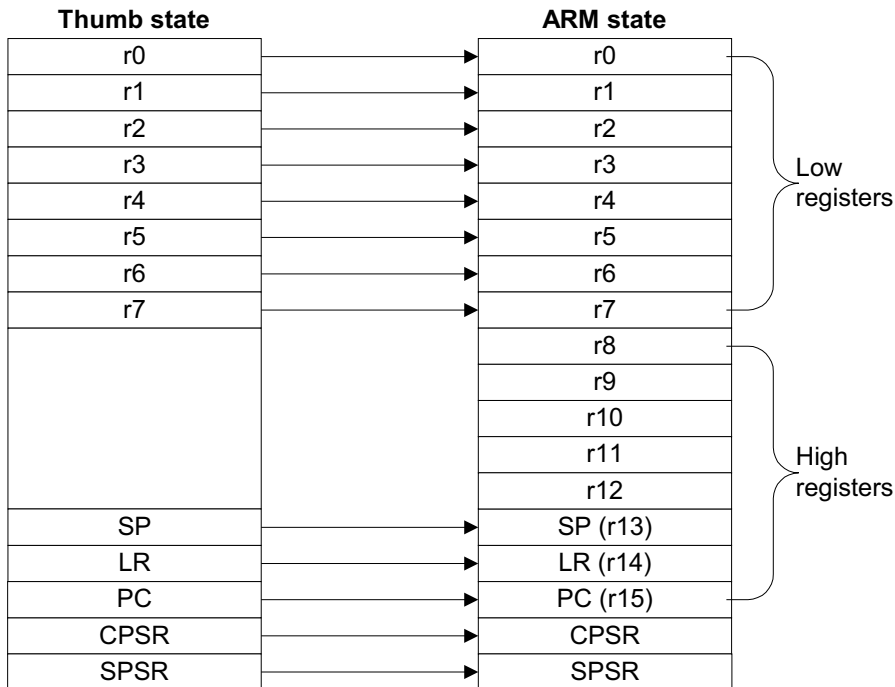 Thumb state ARM state
r0 r0
r1 r1
r2 r2
r3 r3
r4 r4
r5 r5
r6 r6
r7 r7
r8
r9
r10
r11
r12
SP SP (r13)
LR LR (r14)
PC PC (r15)
CPSR CPSR
SPSR SPSR
Low
registers
High
registers